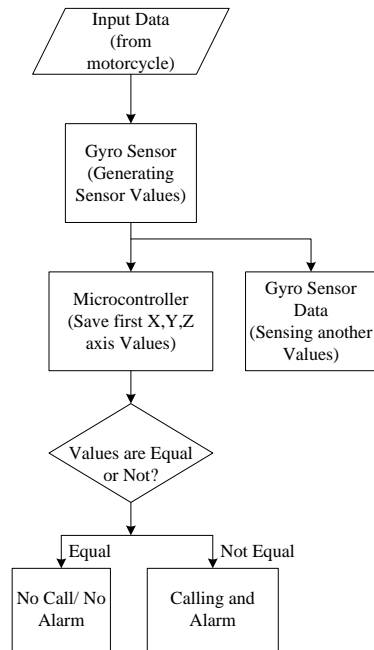 Input Data
(from
motorcycle)
Gyro Sensor
(Generating
Sensor Values)
Microcontroller
(Save first X,Y,Z
axis Values)
Gyro Sensor
Data
(Sensing another
Values)
Values are Equal
or Not?
Equal
Not Equal
No Call/ No
Alarm
Calling and
Alarm